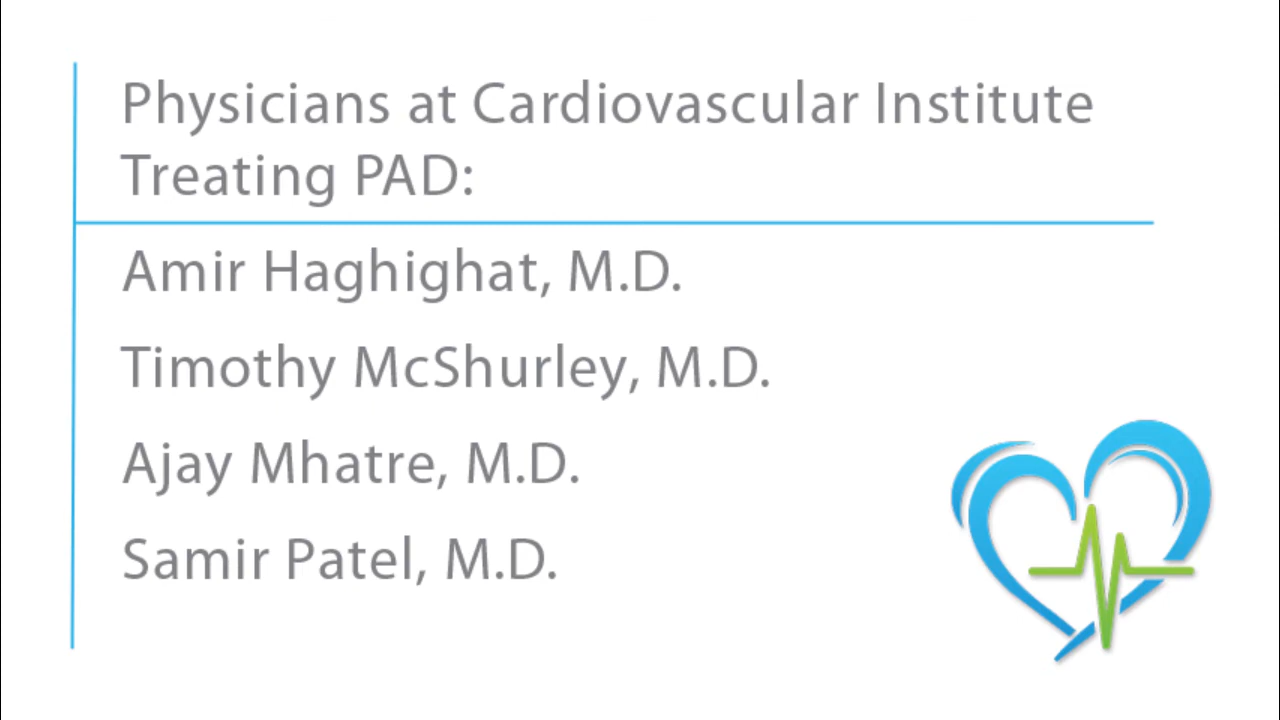 Physicians at Cardiovascular Institute
Treating PAD:
Amir Haghighat, M.D.
Timothy McShurley, M.D.
Ajay Mhatre, M.D.
Samir Patel, M.D.